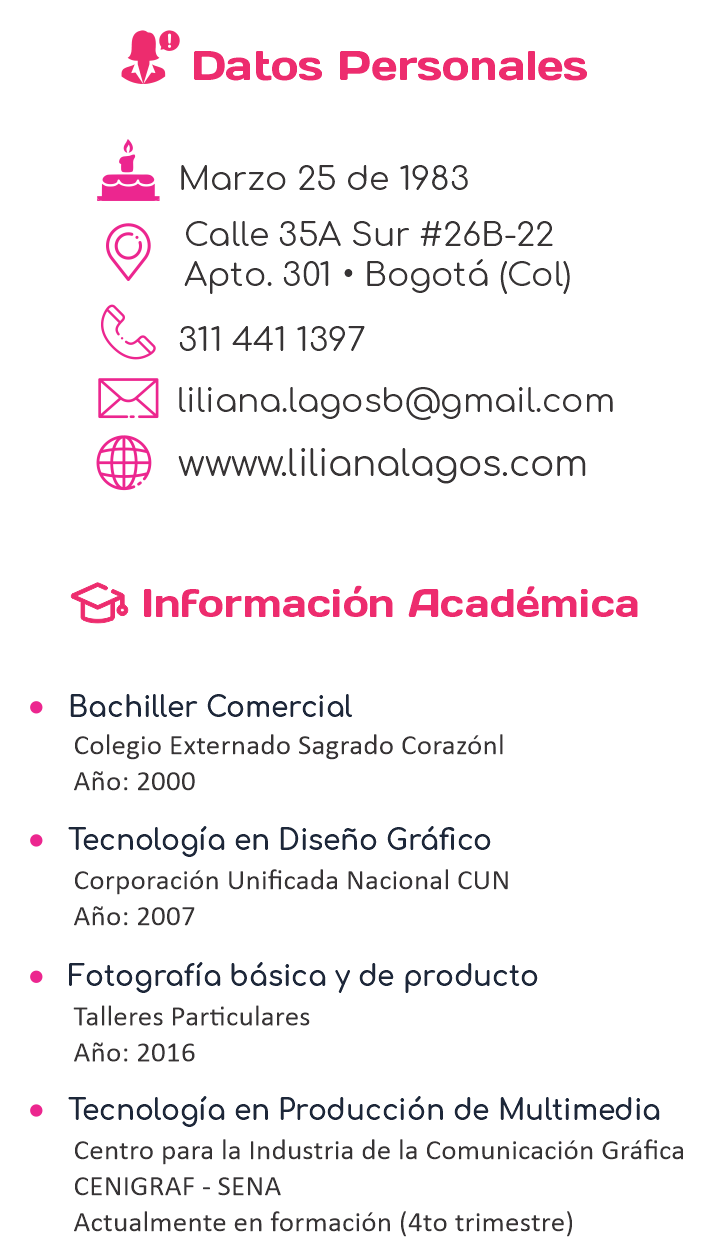 Datos Personales
Marzo 25 de 1983
Calle 35A Sur #26B-22
Apto. 301 • Bogotá (Col)
311 441 1397
liliana.lagosb@gmail.com
wwww.lilianalagos.com
Información Académica
• Bachiller Comercial
Colegio Externado Sagrado Corazónl
Año: 2000
• Tecnología en Diseño Gráfico
Corporación Unificada Nacional CUN
Año: 2007
• Fotografía básica y de producto
Talleres Particulares
Año: 2016
• Tecnología en Producción de Multimedia
Centro para la Industria de la Comunicación Gráfica
CENIGRAF - SENA
Actualmente en formación (4to trimestre)